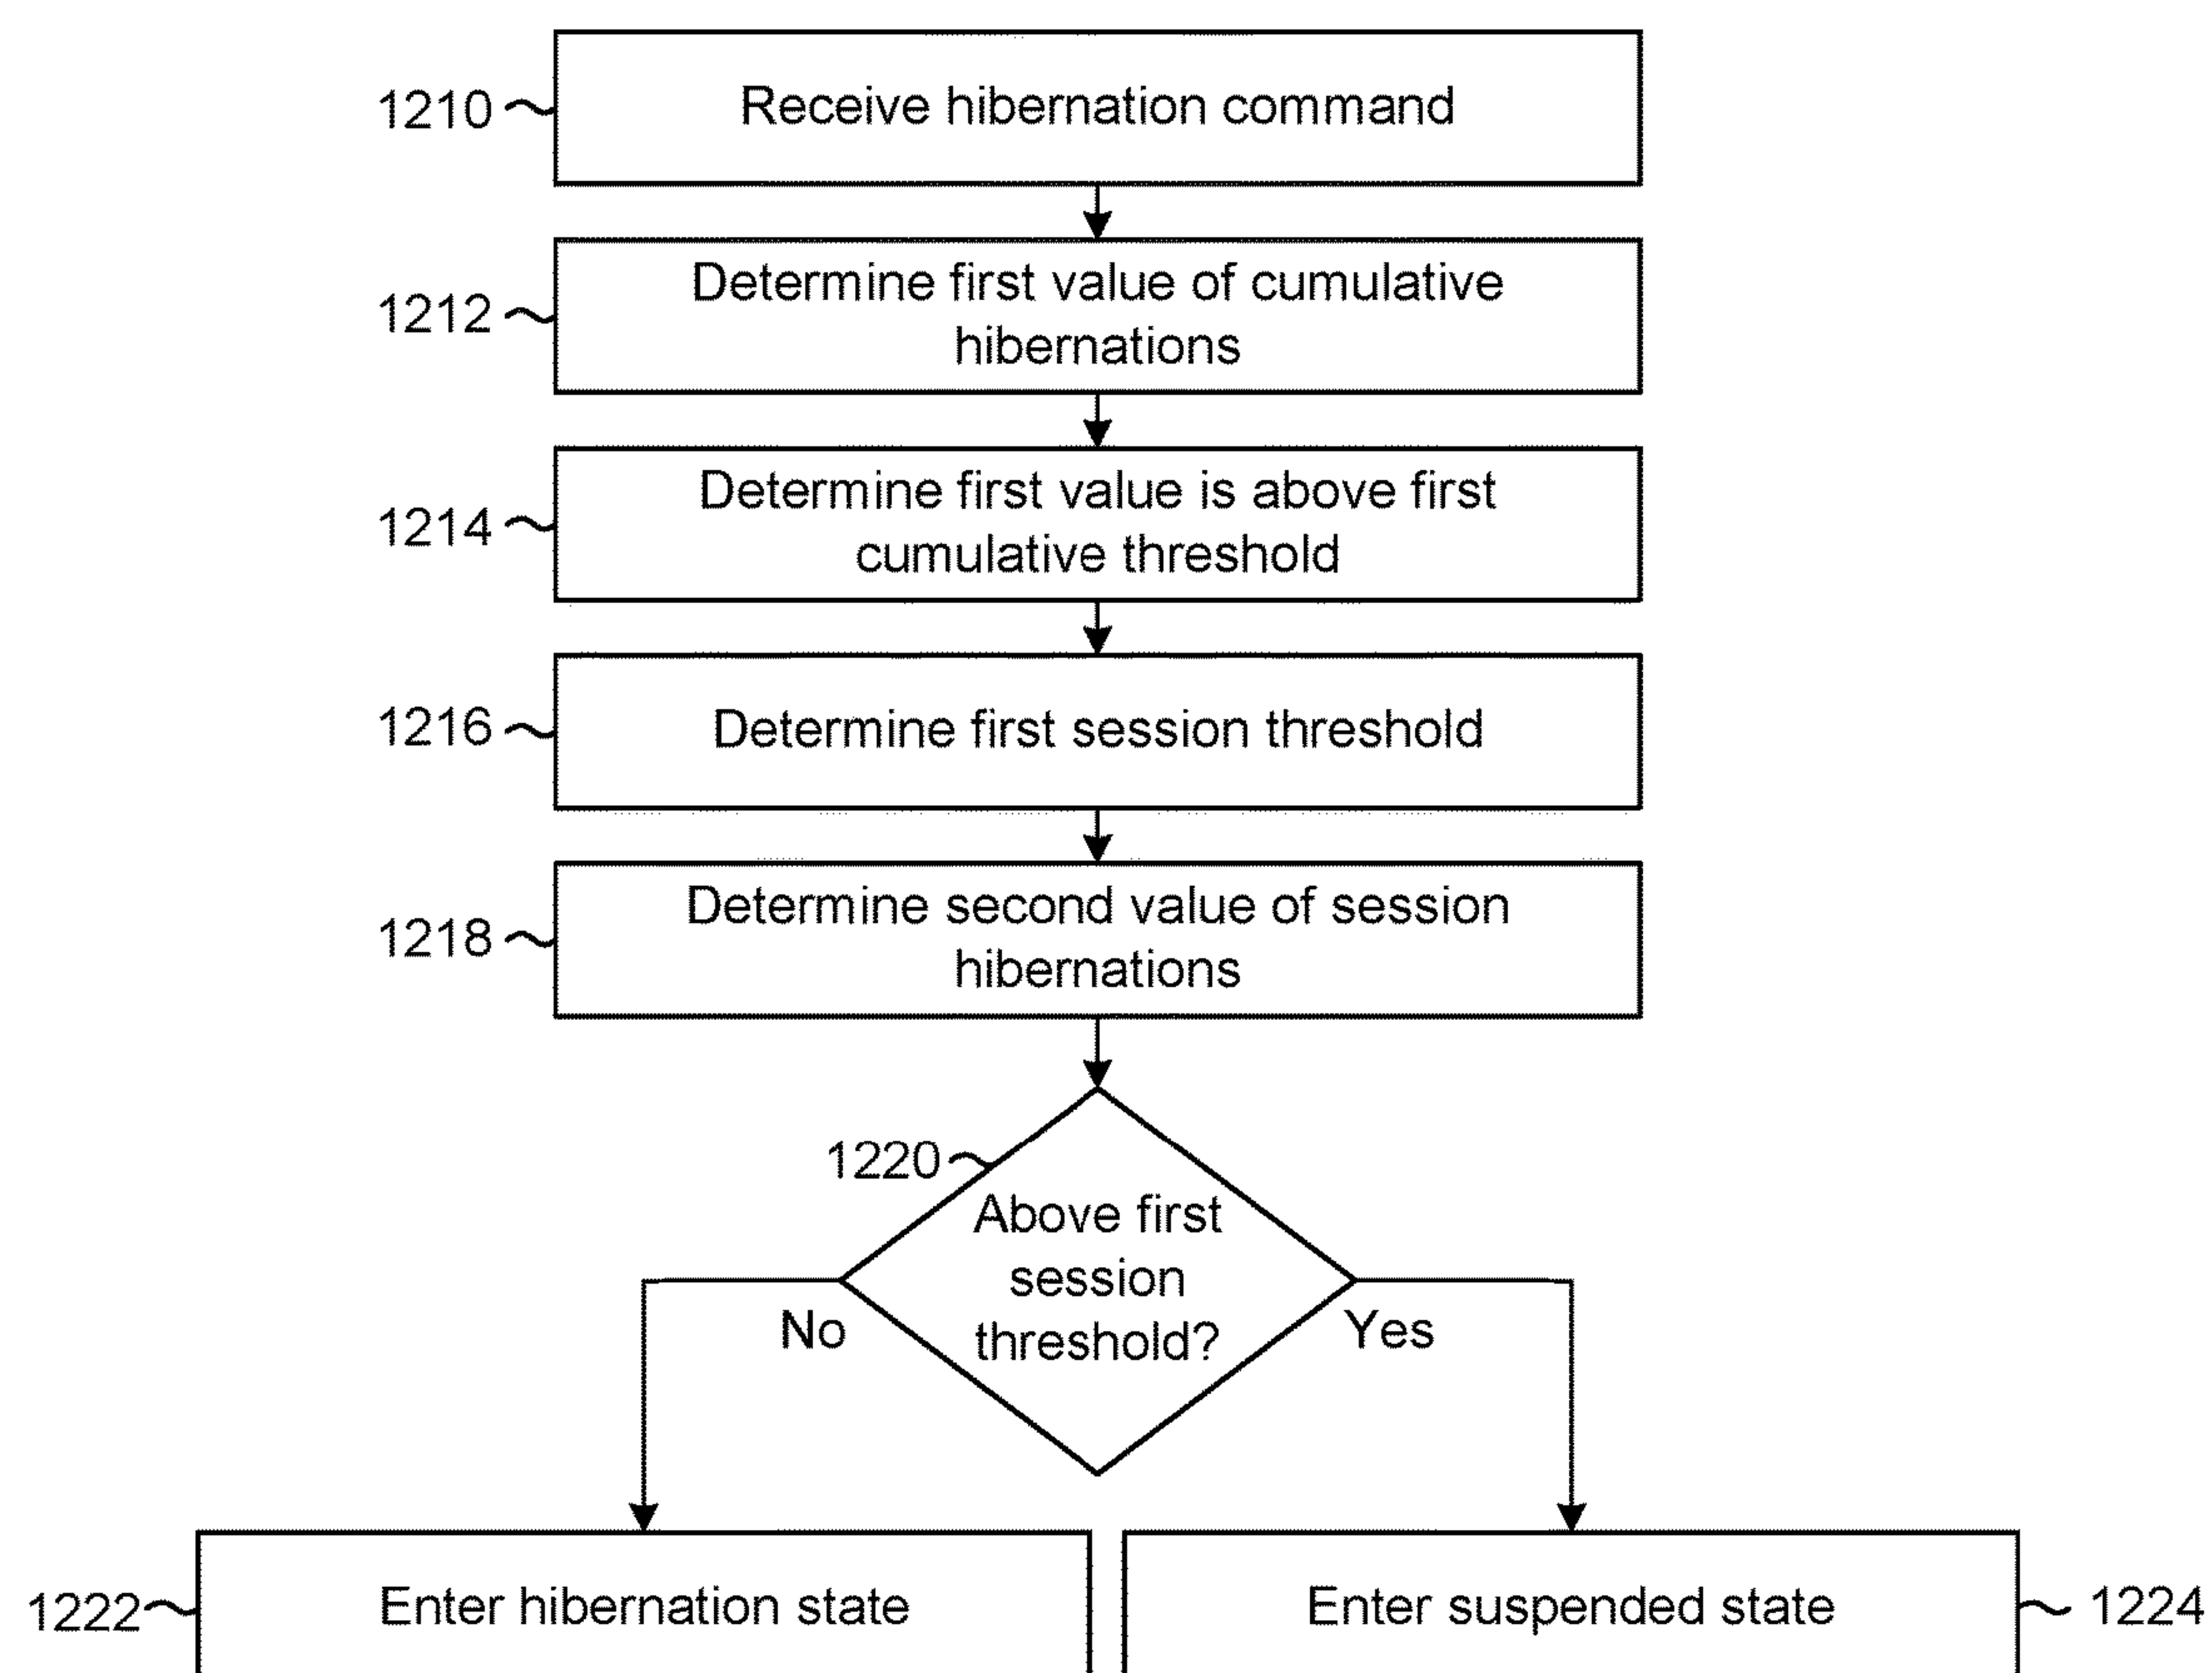 1210
Receive hibernation command
1212
Determine first value of cumulative
hibernations
1214
Determine first value is above first
cumulative threshold
1216
Determine first session threshold
1218
Determine second value of session
hibernations
1220
Above first
session
threshold?
No
Yes
1222
Enter hibernation state
Enter suspended state
1224